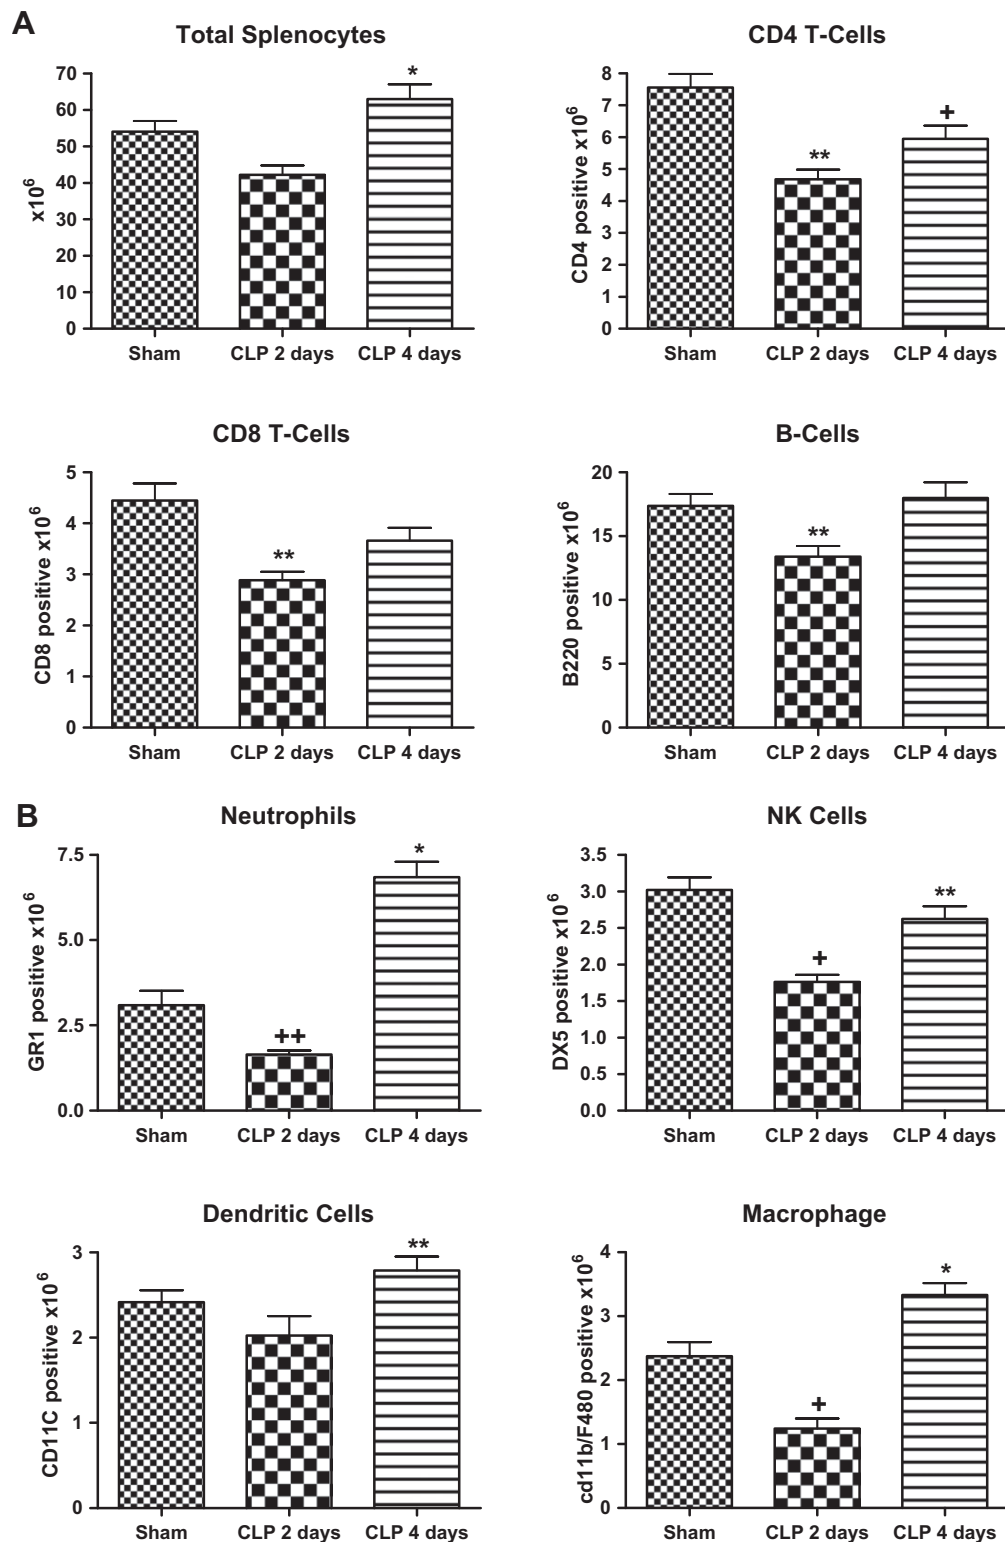 A
Total Splenocytes
x10^6
70
60
50
40
30
20
10
0
*
Sham
CLP 2 days
CLP 4 days
CD4 T-Cells
CD4 positive x10^6
8
7
6
5
4
3
2
1
0
**
+
Sham
CLP 2 days
CLP 4 days
CD8 T-Cells
CD8 positive x10^6
5
4
3
2
1
0
**
Sham
CLP 2 days
CLP 4 days
B-Cells
B220 positive x10^6
20
15
10
5
0
**
Sham
CLP 2 days
CLP 4 days
B
Neutrophils
GR1 positive x10^6
7.5
5.0
2.5
0.0
++
*
Sham
CLP 2 days
CLP 4 days
NK Cells
DX5 positive x10^6
3.5
3.0
2.5
2.0
1.5
1.0
0.5
0.0
+
**
Sham
CLP 2 days
CLP 4 days
Dendritic Cells
CD11C positive x10^6
3
2
1
0
**
Sham
CLP 2 days
CLP 4 days
Macrophage
cd11b/F480 positive x10^6
4
3
2
1
0
+
*
Sham
CLP 2 days
CLP 4 days